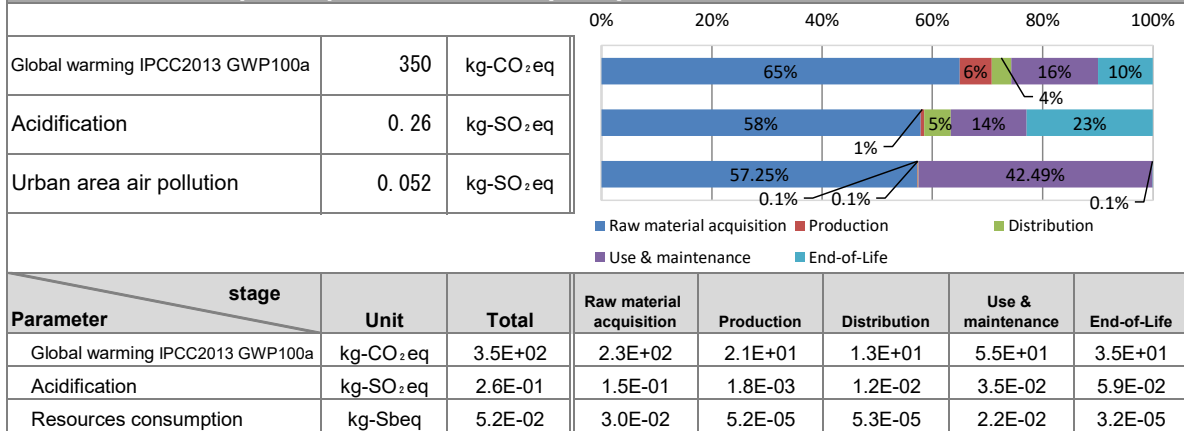 0% 20% 40% 60% 80% 100%
Global warming IPCC2013 GWP100a 350 kg-CO₂eq
65% 6% 16% 10%
4%
Acidification 0.26 kg-SO₂eq
58% 5% 14% 23%
1%
Urban area air pollution 0.052 kg-SO₂eq
57.25% 42.49%
0.1% 0.1% 0.1%
Raw material acquisition Production Distribution
Use & maintenance End-of-Life
stage
Parameter Unit Total Raw material acquisition Production Distribution Use & maintenance End-of-Life
Global warming IPCC2013 GWP100a kg-CO₂eq 3.5E+02 2.3E+02 2.1E+01 1.3E+01 5.5E+01 3.5E+01
Acidification kg-SO₂eq 2.6E-01 1.5E-01 1.8E-03 1.2E-02 3.5E-02 5.9E-02
Resources consumption kg-Sbeq 5.2E-02 3.0E-02 5.2E-05 5.3E-05 2.2E-02 3.2E-05